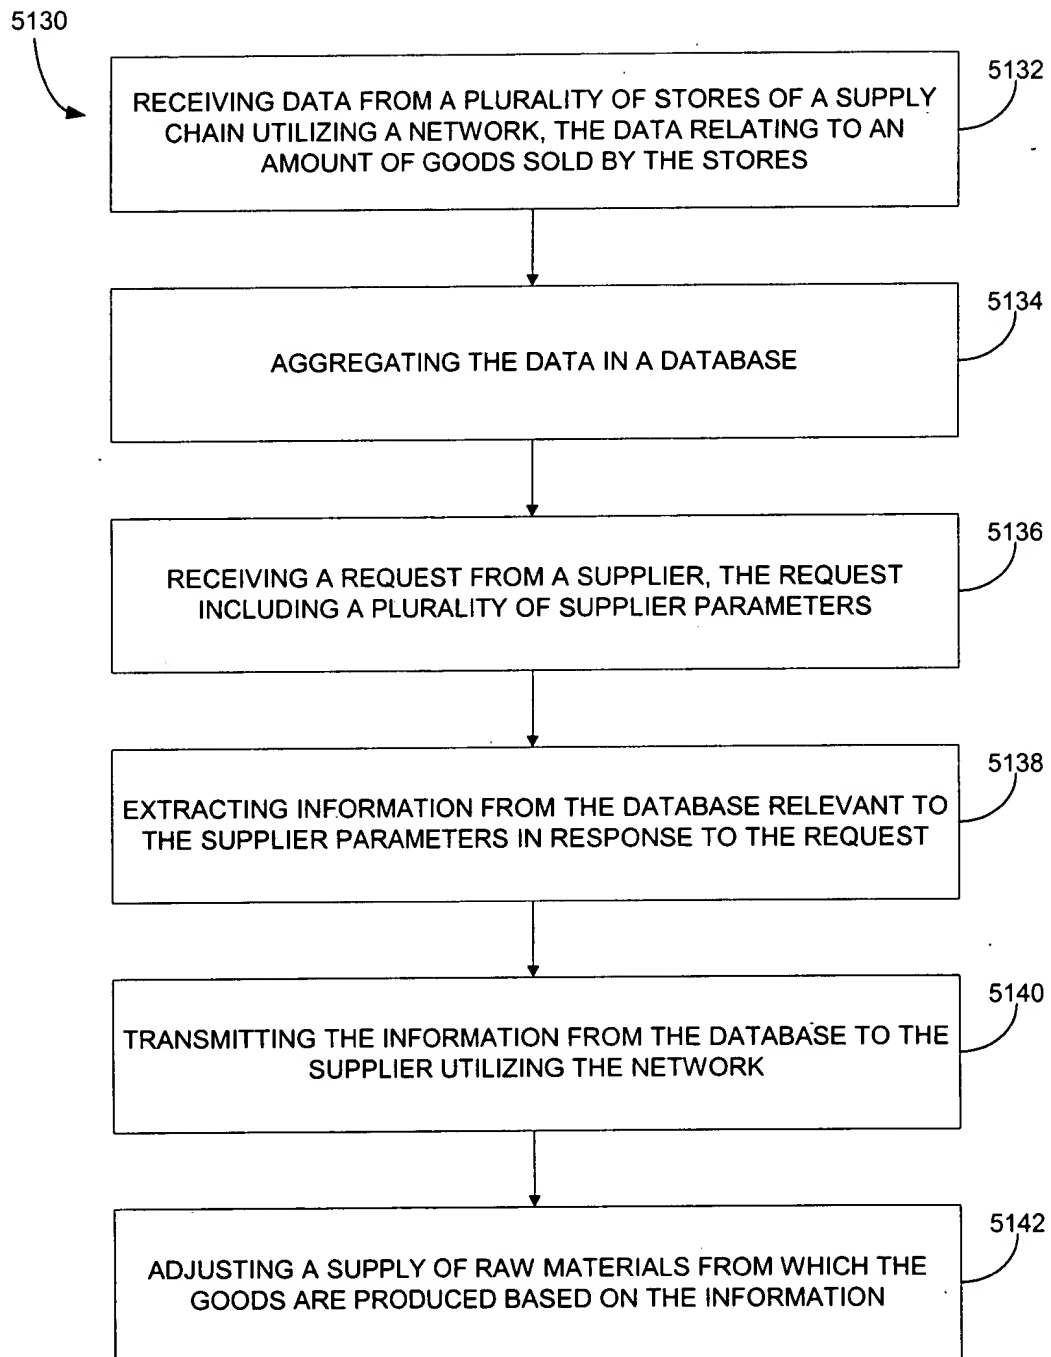 5130
5132
RECEIVING DATA FROM A PLURALITY OF STORES OF A SUPPLY
CHAIN UTILIZING A NETWORK, THE DATA RELATING TO AN
AMOUNT OF GOODS SOLD BY THE STORES
5134
AGGREGATING THE DATA IN A DATABASE
5136
RECEIVING A REQUEST FROM A SUPPLIER, THE REQUEST
INCLUDING A PLURALITY OF SUPPLIER PARAMETERS
5138
EXTRACTING INFORMATION FROM THE DATABASE RELEVANT TO
THE SUPPLIER PARAMETERS IN RESPONSE TO THE REQUEST
5140
TRANSMITTING THE INFORMATION FROM THE DATABASE TO THE
SUPPLIER UTILIZING THE NETWORK
5142
ADJUSTING A SUPPLY OF RAW MATERIALS FROM WHICH THE
GOODS ARE PRODUCED BASED ON THE INFORMATION